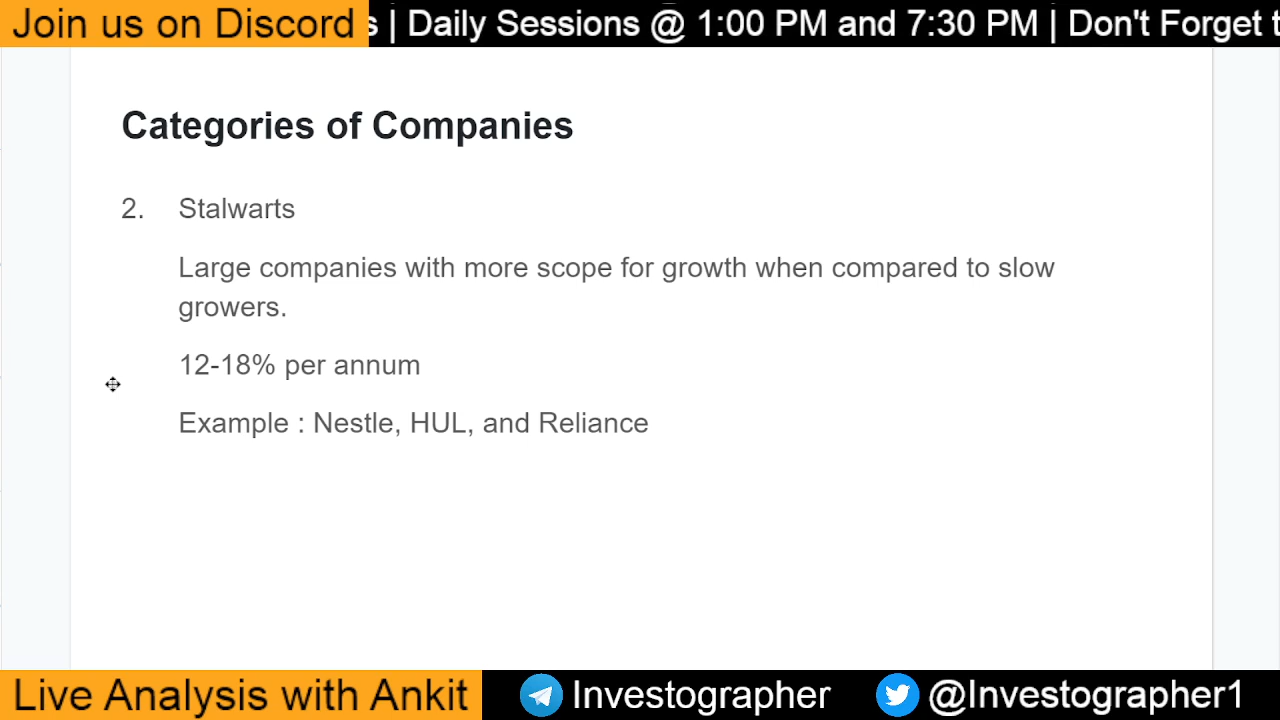 Join us on Discord
s | Daily Sessions @ 1:00 PM and 7:30 PM | Don't Forget t
Categories of Companies
2. Stalwarts
Large companies with more scope for growth when compared to slow
growers.
12-18% per annum
Example : Nestle, HUL, and Reliance
Live Analysis with Ankit
Investographer
@Investographer1